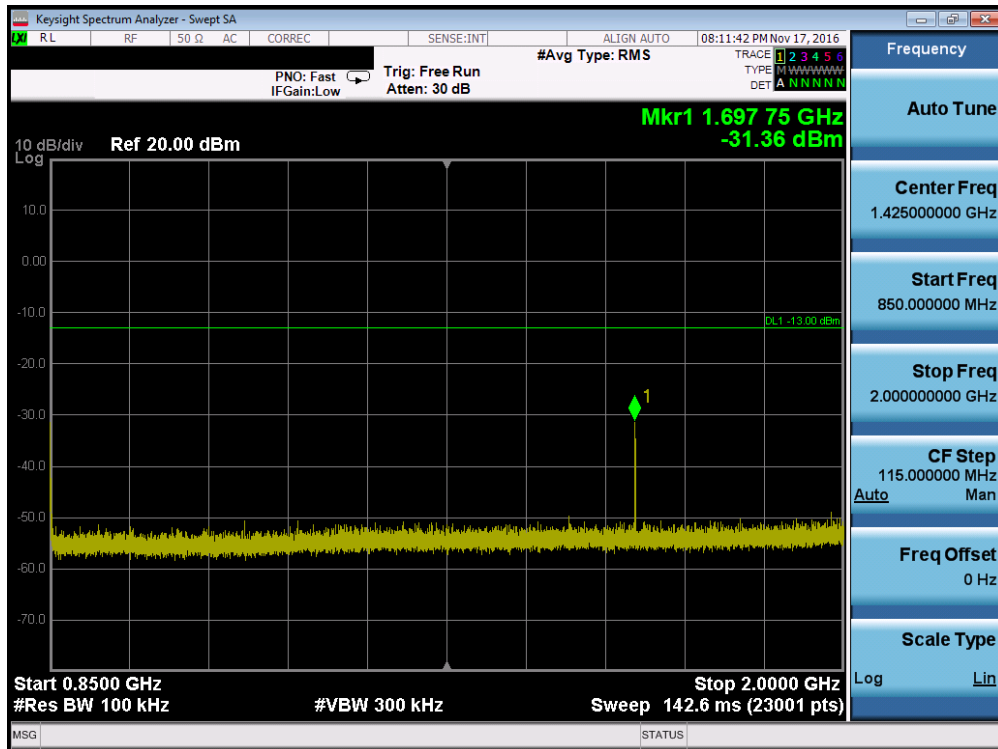 Keysight Spectrum Analyzer - Swept SA
LXI RL RF 50 Ω AC CORREC SENSE:INT ALIGN AUTO 08:11:42 PM Nov 17, 2016
#Avg Type: RMS
TRACE 1 2 3 4 5 6
TYPE M WWWWW
DET A N N N N N
PNO: Fast
IFGain:Low
Trig: Free Run
Atten: 30 dB
Mkr1 1.697 75 GHz
-31.36 dBm
10 dB/div
Log
Ref 20.00 dBm
10.0
0.00
-10.0
-20.0
-30.0
-40.0
-50.0
-60.0
-70.0
DL1 -13.00 dBm
1
Start 0.8500 GHz
Stop 2.0000 GHz
#Res BW 100 kHz
#VBW 300 kHz
Sweep 142.6 ms (23001 pts)
MSG
STATUS
Frequency
Auto Tune
Center Freq
1.425000000 GHz
Start Freq
850.000000 MHz
Stop Freq
2.000000000 GHz
CF Step
115.000000 MHz
Auto Man
Freq Offset
0 Hz
Scale Type
Log Lin